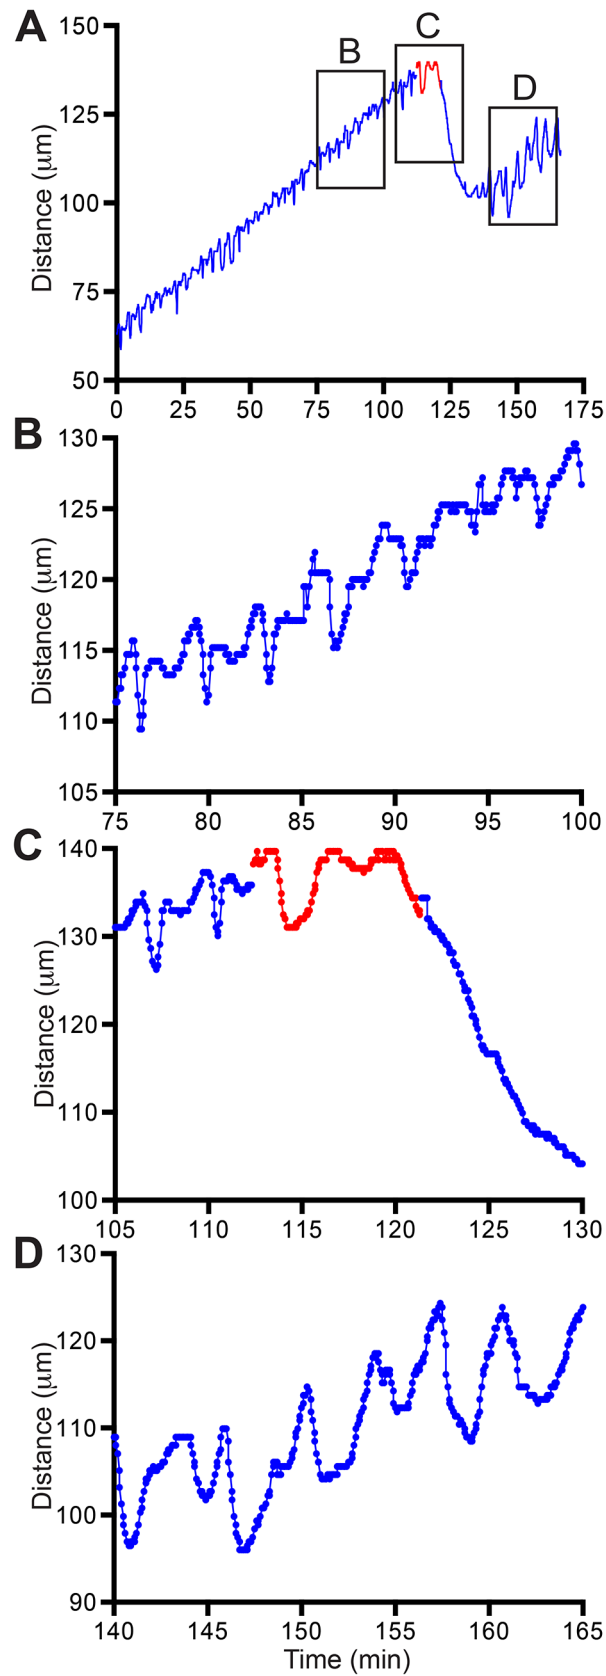 A
150
125
100
75
50
Distance (μm)
B
C
D
0 25 50 75 100 125 150 175
B
130
125
120
115
110
105
Distance (μm)
75 80 85 90 95 100
C
140
130
120
110
100
Distance (μm)
105 110 115 120 125 130
D
130
120
110
100
90
Distance (μm)
140 145 150 155 160 165
Time (min)